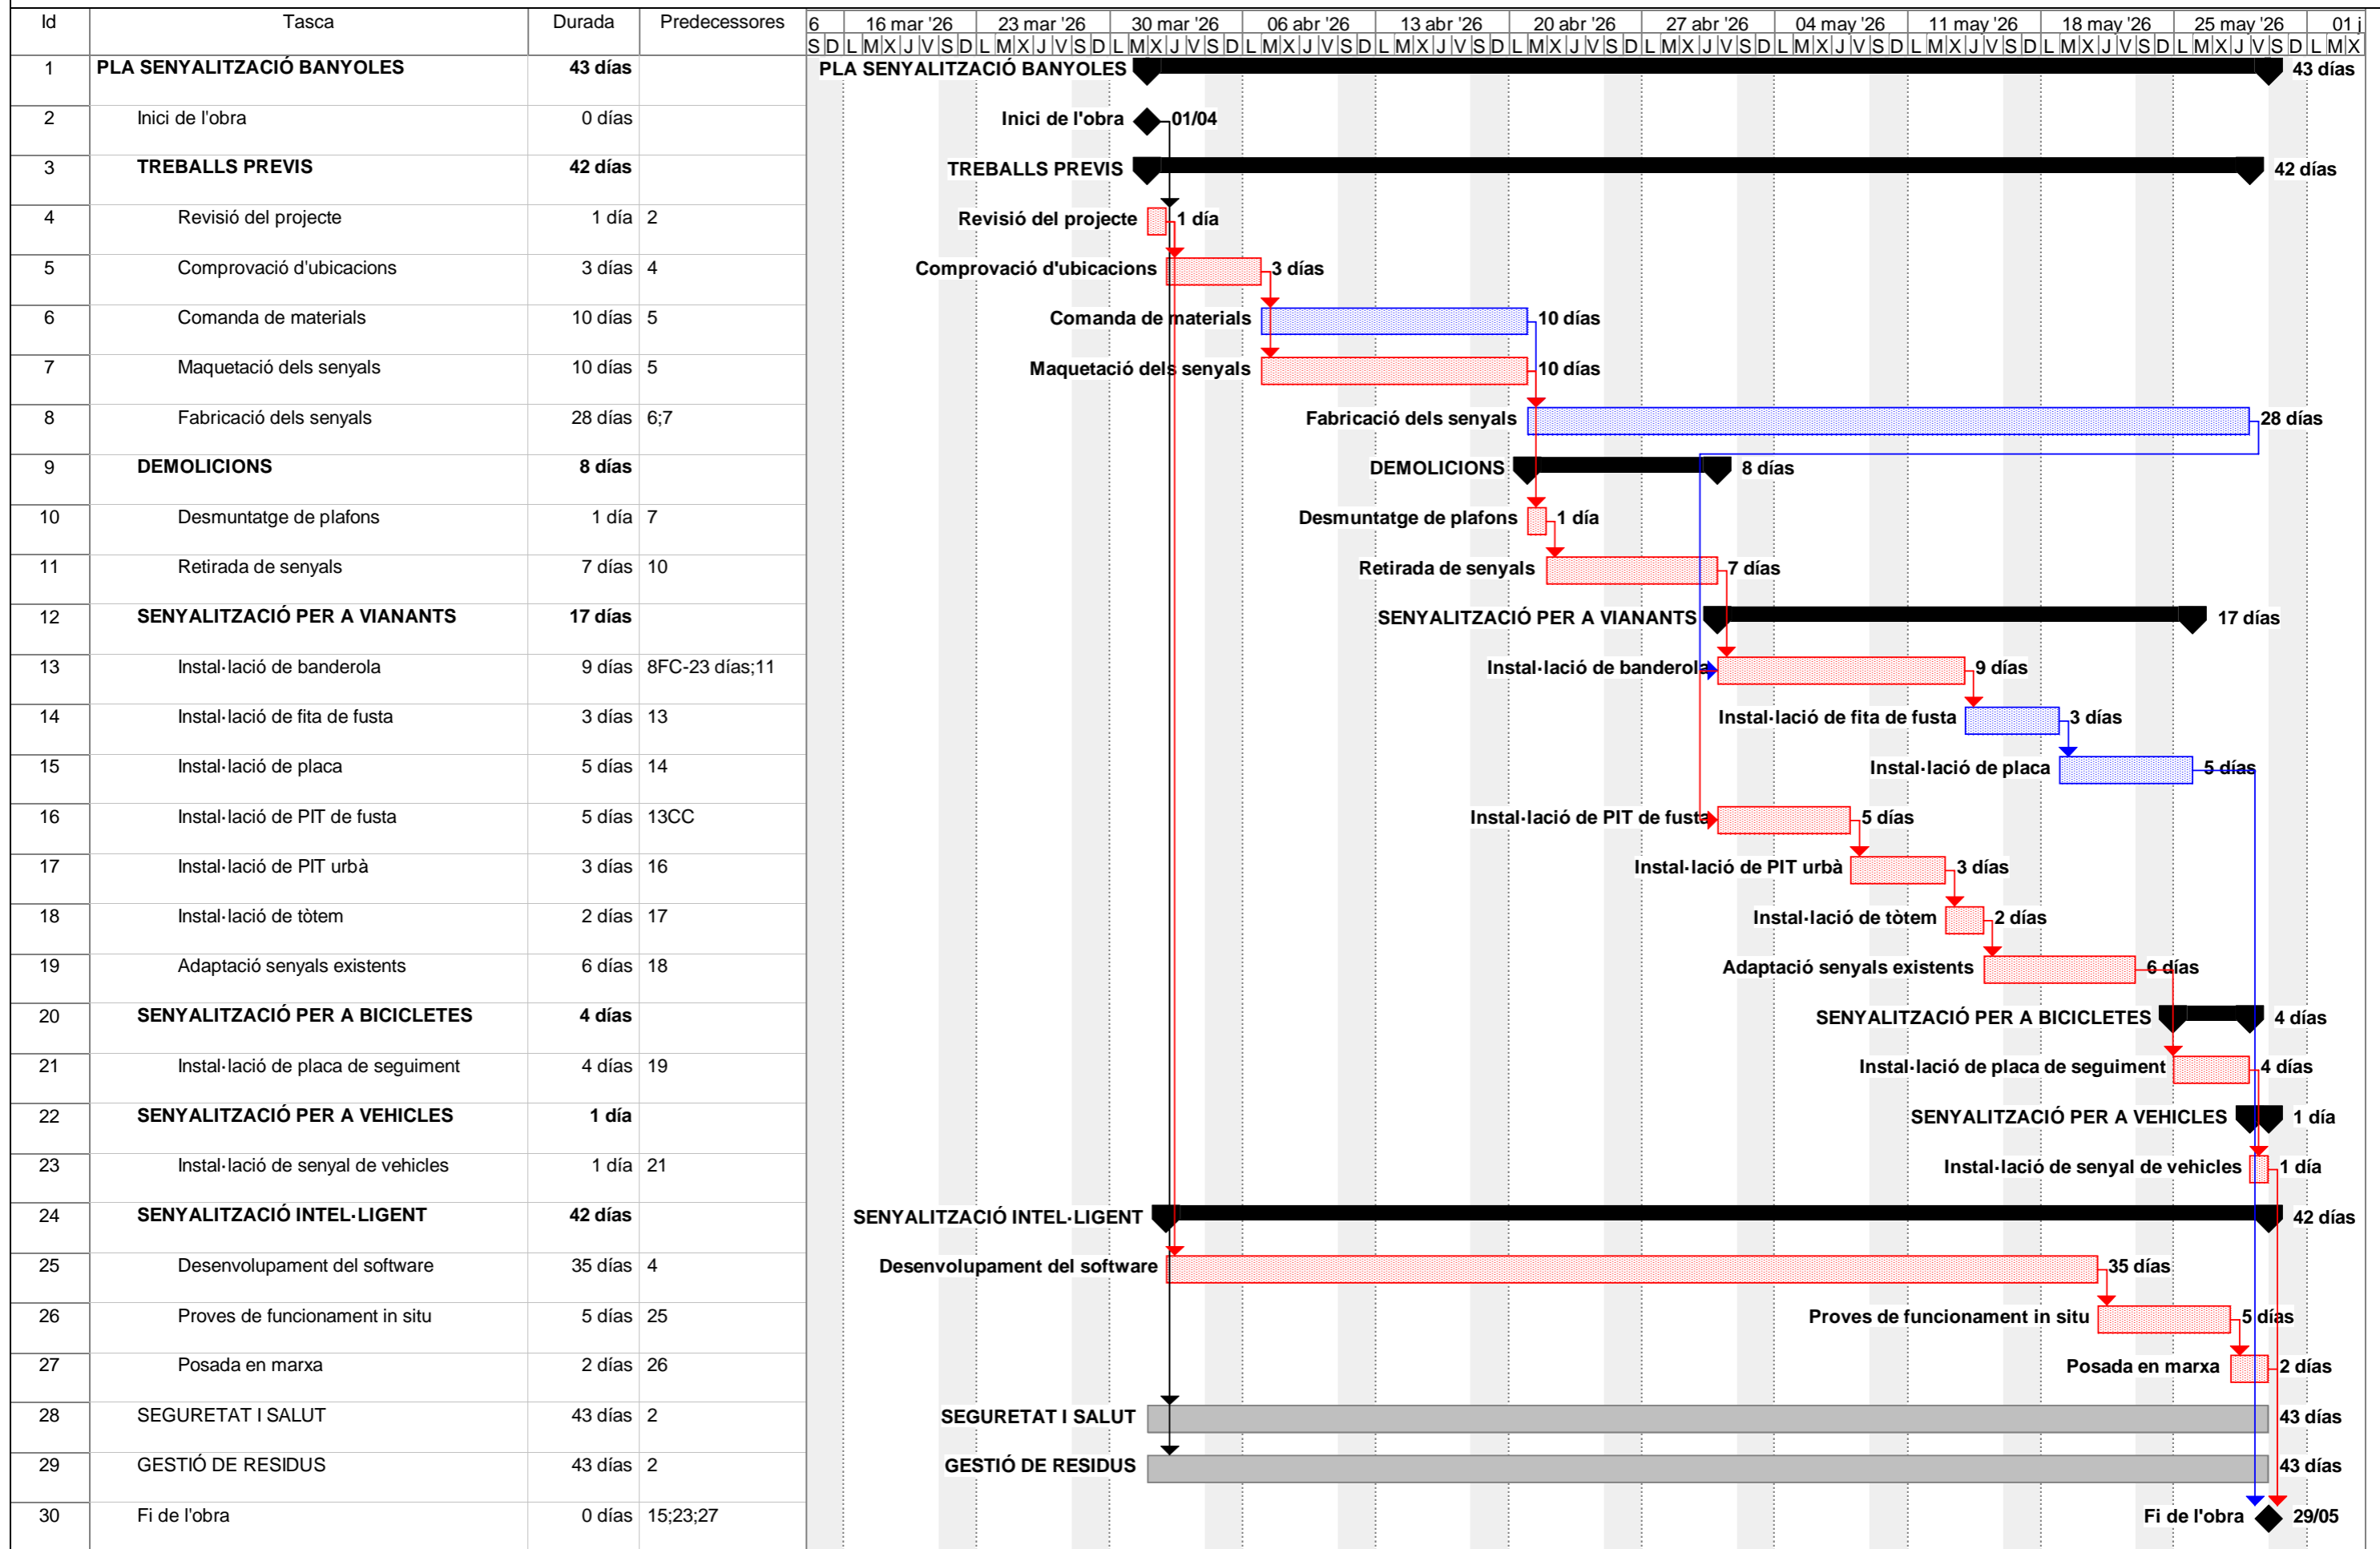 Id Tasca Durada Predecessores 6 16 mar '26 23 mar '26 30 mar '26 06 abr '26 13 abr '26 20 abr '26 27 abr '26 04 may '26 11 may '26 18 may '26 25 may '26 01 j
S D L M X J V S D L M X J V S D L M X J V S D L M X J V S D L M X J V S D L M X J V S D L M X J V S D L M X J V S D L M X J V S D L M X J V S D L M X J V S D L M X
1 PLA SENYALITZACIÓ BANYOLES 43 días PLA SENYALITZACIÓ BANYOLES 43 días
2 Inici de l'obra 0 días Inici de l'obra 01/04
3 TREBALLS PREVIS 42 días TREBALLS PREVIS 42 días
4 Revisió del projecte 1 día 2 Revisió del projecte 1 día
5 Comprovació d'ubicacions 3 días 4 Comprovació d'ubicacions 3 días
6 Comanda de materials 10 días 5 Comanda de materials 10 días
7 Maquetació dels senyals 10 días 5 Maquetació dels senyals 10 días
8 Fabricació dels senyals 28 días 6;7 Fabricació dels senyals 28 días
9 DEMOLICIONS 8 días DEMOLICIONS 8 días
10 Desmuntatge de plafons 1 día 7 Desmuntatge de plafons 1 día
11 Retirada de senyals 7 días 10 Retirada de senyals 7 días
12 SENYALITZACIÓ PER A VIANANTS 17 días SENYALITZACIÓ PER A VIANANTS 17 días
13 Instal·lació de banderola 9 días 8FC-23 días;11 Instal·lació de banderola 9 días
14 Instal·lació de fita de fusta 3 días 13 Instal·lació de fita de fusta 3 días
15 Instal·lació de placa 5 días 14 Instal·lació de placa 5 días
16 Instal·lació de PIT de fusta 5 días 13CC Instal·lació de PIT de fusta 5 días
17 Instal·lació de PIT urbà 3 días 16 Instal·lació de PIT urbà 3 días
18 Instal·lació de tòtem 2 días 17 Instal·lació de tòtem 2 días
19 Adaptació senyals existents 6 días 18 Adaptació senyals existents 6 días
20 SENYALITZACIÓ PER A BICICLETES 4 días SENYALITZACIÓ PER A BICICLETES 4 días
21 Instal·lació de placa de seguiment 4 días 19 Instal·lació de placa de seguiment 4 días
22 SENYALITZACIÓ PER A VEHICLES 1 día SENYALITZACIÓ PER A VEHICLES 1 día
23 Instal·lació de senyal de vehicles 1 día 21 Instal·lació de senyal de vehicles 1 día
24 SENYALITZACIÓ INTEL·LIGENT 42 días SENYALITZACIÓ INTEL·LIGENT 42 días
25 Desenvolupament del software 35 días 4 Desenvolupament del software 35 días
26 Proves de funcionament in situ 5 días 25 Proves de funcionament in situ 5 días
27 Posada en marxa 2 días 26 Posada en marxa 2 días
28 SEGURETAT I SALUT 43 días 2 SEGURETAT I SALUT 43 días
29 GESTIÓ DE RESIDUS 43 días 2 GESTIÓ DE RESIDUS 43 días
30 Fi de l'obra 0 días 15;23;27 Fi de l'obra 29/05